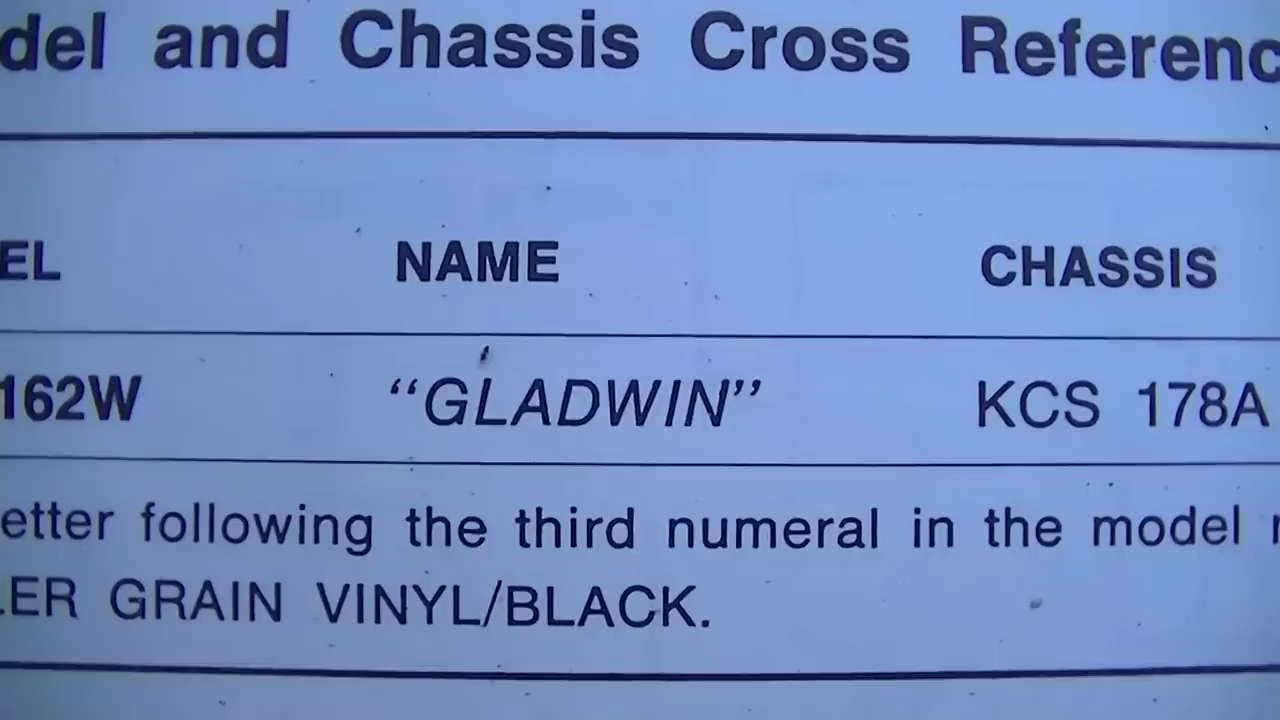 del and Chassis Cross Referenc
EL NAME CHASSIS
162W “GLADWIN” KCS 178A
etter following the third numeral in the model
ER GRAIN VINYL/BLACK.